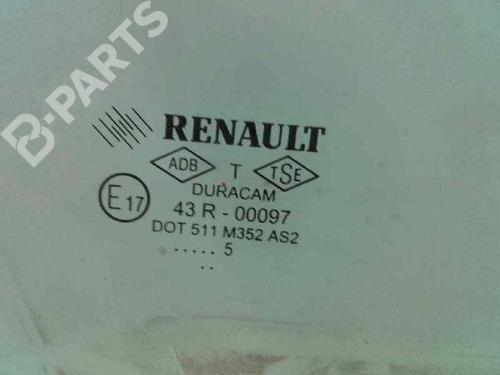 B-PARTS
RENAULT
ADB T TSE
DURACAM
E17 43 R - 00097
DOT 511 M352 AS2
..... 5
..